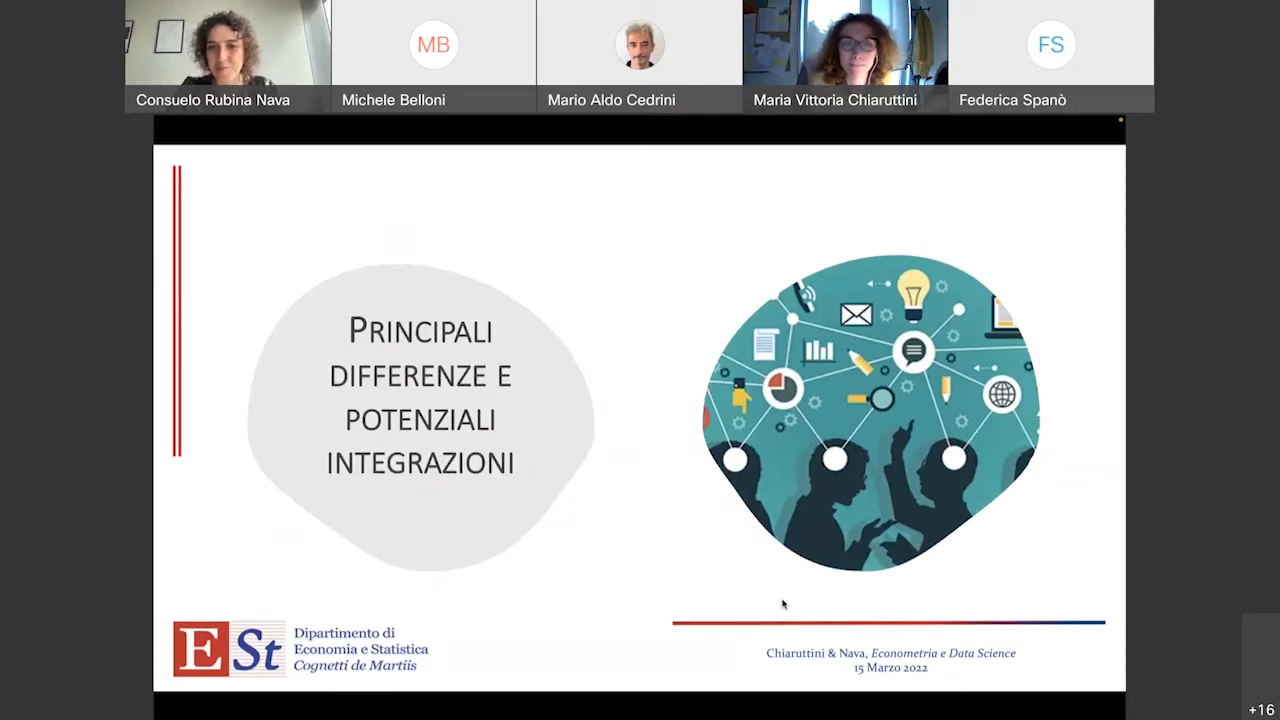 Consuelo Rubina Nava
MB
Michele Belloni
Mario Aldo Cedrini
Maria Vittoria Chiaruttini
FS
Federica Spanò
PRINCIPALI
DIFFERENZE E
POTENZIALI
INTEGRAZIONI
ESt
Dipartimento di
Economia e Statistica
Cognetti de Martiis
Chiaruttini & Nava, Econometria e Data Science
15 Marzo 2022
+16